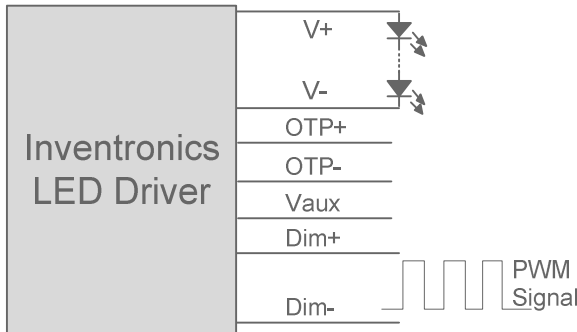 Inventronics
LED Driver
V+
V-
OTP+
OTP-
Vaux
Dim+
Dim-
PWM
Signal